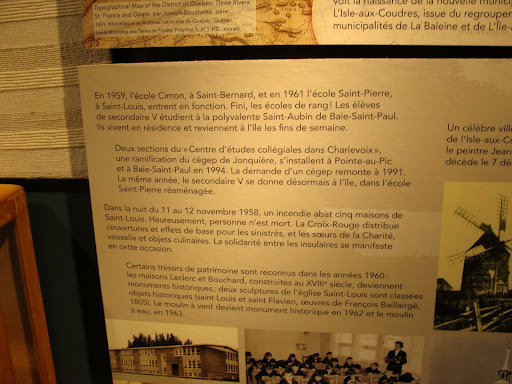 Topographical Map of the District of Québec, Three Rivers,
St. Francis and Gaspé, par Joseph Bouchette, père,
1831. Bibliothèque et Archives nationales du Québec, Québec,
voit la naissance de la nouvelle munici
L'Isle-aux-Coudres, issue du regroupem
municipalités de La Baleine et de L'Île-
En 1959, l'école Cimon, à Saint-Bernard, et en 1961 l'école Saint-Pierre,
à Saint-Louis, entrent en fonction. Fini, les écoles de rang! Les élèves
de secondaire V étudient à la polyvalente Saint-Aubin de Baie-Saint-Paul.
Ils vivent en résidence et reviennent à l'île les fins de semaine.
Deux sections du «Centre d'études collégiales dans Charlevoix»,
une ramification du cégep de Jonquière, s'installent à Pointe-au-Pic
et à Baie-Saint-Paul en 1994. La demande d'un cégep remonte à 1991.
La même année, le secondaire V se donne désormais à l'île, dans l'école
Saint-Pierre réaménagée.
Dans la nuit du 11 au 12 novembre 1958, un incendie abat cinq maisons de
Saint-Louis. Heureusement, personne n'est mort. La Croix-Rouge distribue
couvertures et effets de base pour les sinistrés, et les sœurs de la Charité,
vaisselle et objets culinaires. La solidarité entre les insulaires se manifeste
en cette occasion.
Certains trésors de patrimoine sont reconnus dans les années 1960:
les maisons Leclerc et Bouchard, construites au XVIIIe siècle, deviennent
monuments historiques; deux sculptures de l'église Saint-Louis sont classées
objets historiques (saint Louis et saint Flavien, œuvres de François Baillairgé,
1805). Le moulin à vent devient monument historique en 1962 et le moulin
à eau, en 1963.
Un célèbre ville
de l'Isle-aux-Cou
le peintre Jean
décède le 7 dé